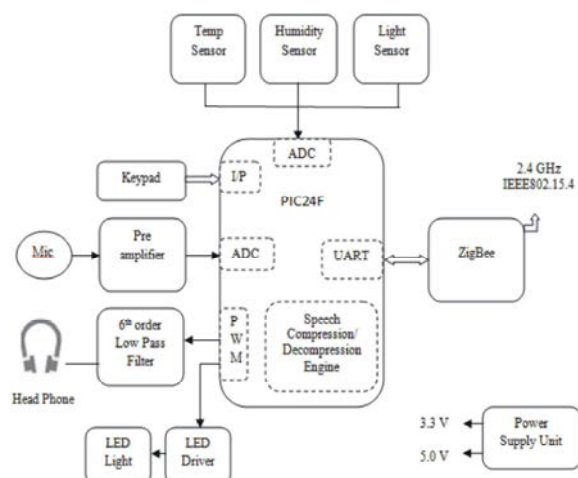 Temp
Sensor
Humidity
Sensor
Light
Sensor
ADC
2.4 GHz
IEEE802.15.4
Keypad
I/P
PIC24F
Mic
Pre
amplifier
ADC
UART
ZigBee
6th order
Low Pass
Filter
P
W
M
Speech
Compression/
Decompression
Engine
Head Phone
LED
Light
LED
Driver
3.3 V
5.0 V
Power
Supply Unit